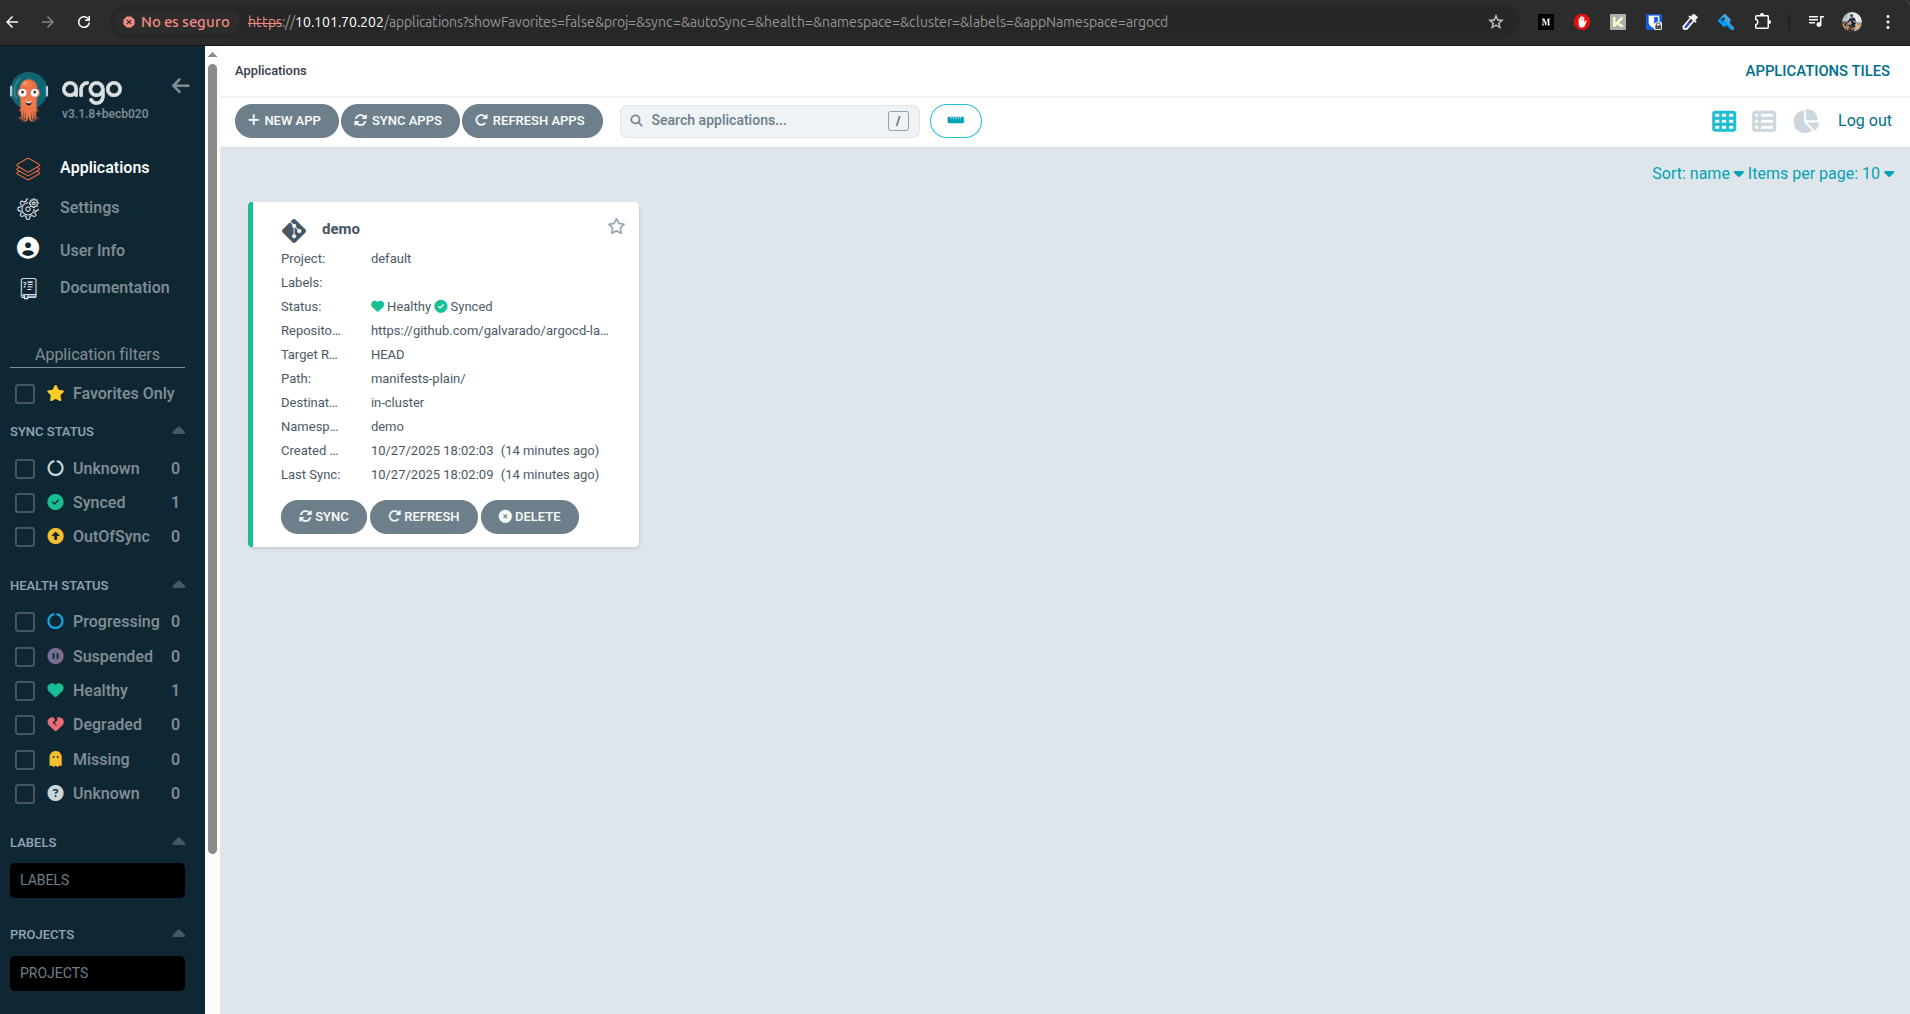 No es seguro https://10.101.70.202/applications?showFavorites=false&proj=&sync=&autoSync=&health=&namespace=&cluster=&labels=&appNamespace=argocd
argo
v3.1.8+becb020
Applications
Settings
User Info
Documentation
Application filters
Favorites Only
SYNC STATUS
Unknown 0
Synced 1
OutOfSync 0
HEALTH STATUS
Progressing 0
Suspended 0
Healthy 1
Degraded 0
Missing 0
Unknown 0
LABELS
LABELS
PROJECTS
PROJECTS
Applications
APPLICATIONS TILES
+ NEW APP SYNC APPS REFRESH APPS Search applications... / Log out
Sort: name Items per page: 10
demo
Project: default
Labels:
Status: Healthy Synced
Reposito... https://github.com/galvarado/argocd-la...
Target R... HEAD
Path: manifests-plain/
Destinat... in-cluster
Namesp... demo
Created ... 10/27/2025 18:02:03 (14 minutes ago)
Last Sync: 10/27/2025 18:02:09 (14 minutes ago)
SYNC REFRESH DELETE